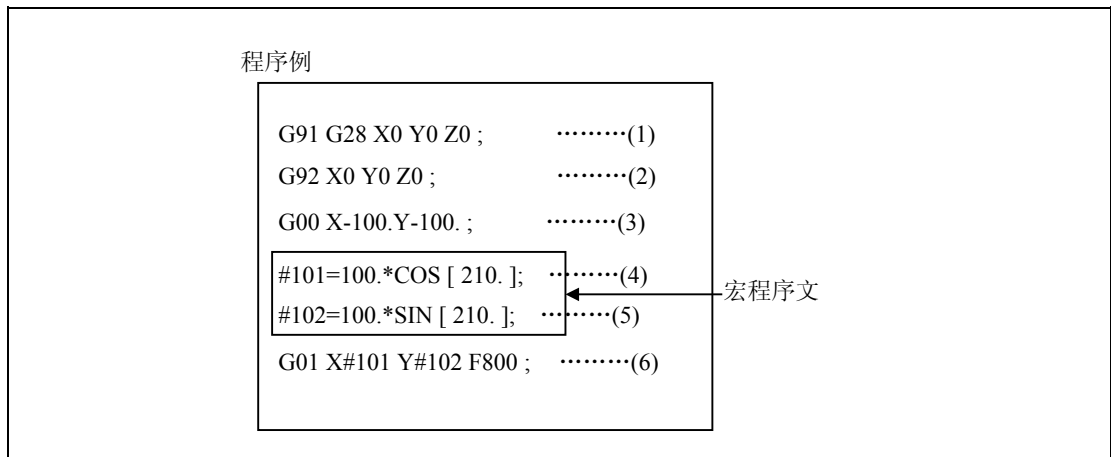 程序例
G91 G28 X0 Y0 Z0 ; ………(1)
G92 X0 Y0 Z0 ; ………(2)
G00 X-100.Y-100. ; ………(3)
#101=100.*COS [ 210. ]; ………(4)
宏程序文
#102=100.*SIN [ 210. ]; ………(5)
G01 X#101 Y#102 F800 ; ………(6)